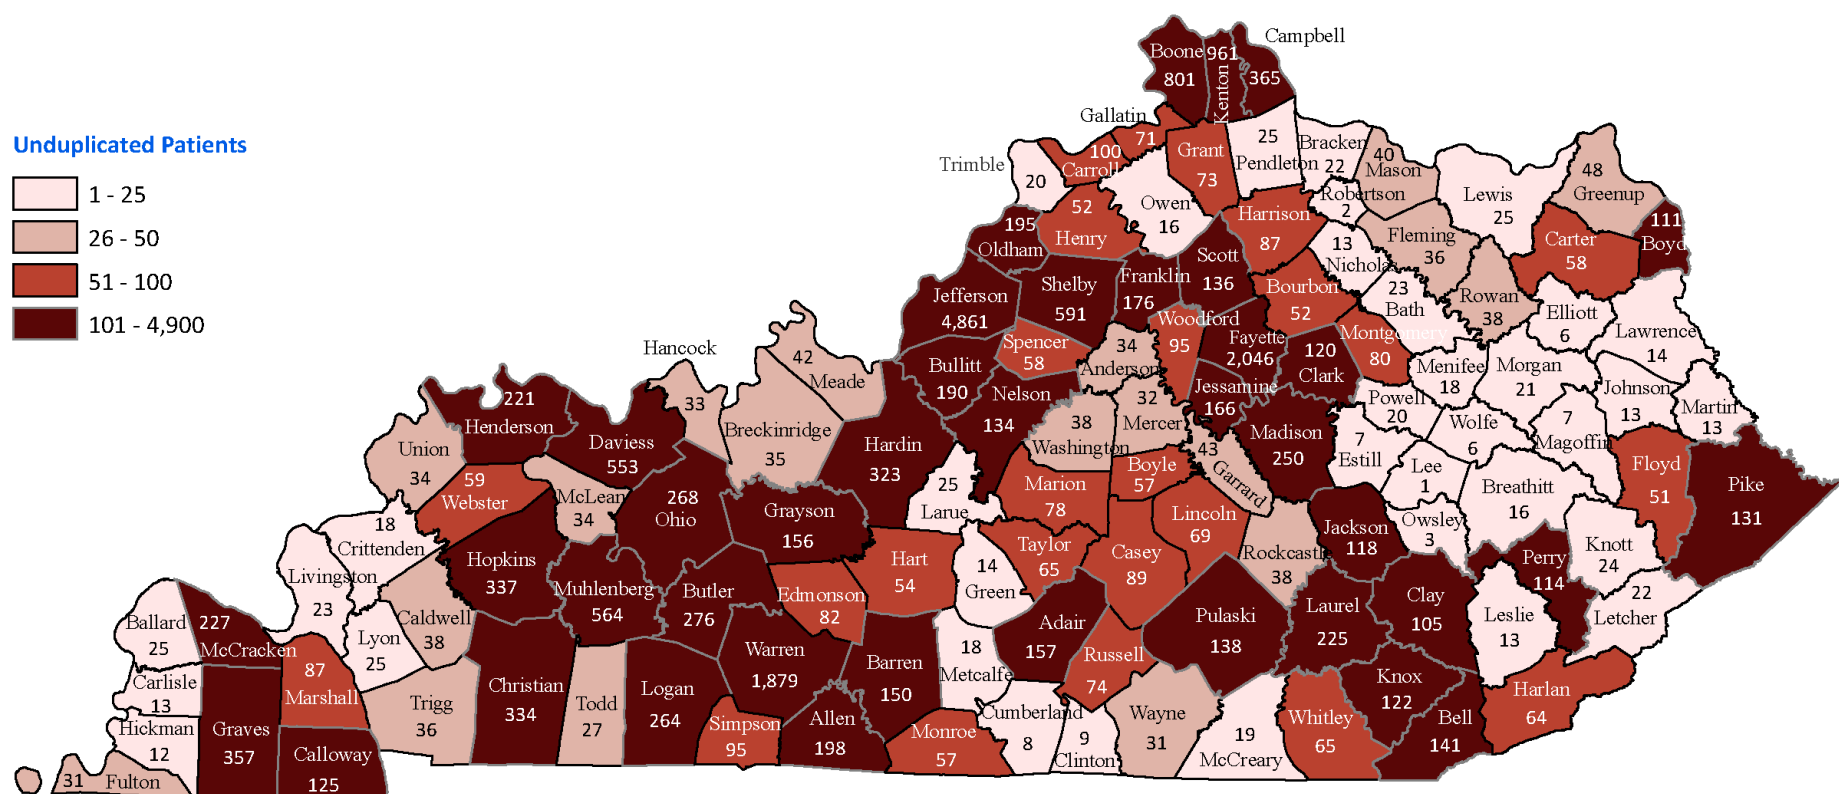 Unduplicated Patients
1 - 25
26 - 50
51 - 100
101 - 4,900
Boone
801
961
Kenton
Campbell
365
Gallatin
71
100
Carroll
Trimble
20
Grant
73
25
Pendleton
Bracken
22
40
Mason
Robertson
2
Lewis
25
48
Greenup
111
Boyd
Carter
58
Owen
16
52
Henry
195
Oldham
Harrison
87
13
Nicholas
Fleming
36
Rowan
38
23
Bath
Elliott
6
Lawrence
14
Scott
136
Franklin
176
Shelby
591
Jefferson
4,861
Bourbon
52
Woodford
95
Fayette
2,046
Montgomery
80
120
Clark
Spencer
58
34
Anderson
Bullitt
190
Nelson
134
Jessamine
166
Menifee
18
Morgan
21
Johnson
13
Martin
13
Powell
20
Wolfe
6
7
Magoffin
Hancock
33
42
Meade
Breckinridge
35
221
Henderson
Daviess
553
Union
34
59
Webster
McLean
34
268
Ohio
Grayson
156
Hardin
323
25
Larue
38
Washington
32
Mercer
43
Garrard
Madison
250
7
Estill
Lee
1
Breathitt
16
Floyd
51
Pike
131
Marion
78
Boyle
57
Lincoln
69
Owsley
3
Jackson
118
Rockcastle
38
Perry
114
Knott
24
22
Letcher
18
Crittenden
Livingston
23
Hopkins
337
Muhlenberg
564
Butler
276
Edmonson
82
Hart
54
14
Green
Taylor
65
Casey
89
Caldwell
38
Lyon
25
Ballard
25
227
McCracken
87
Marshall
Carlisle
13
Hickman
12
31
Fulton
Graves
357
Calloway
125
Trigg
36
Christian
334
Todd
27
Logan
264
Warren
1,879
Simpson
95
Allen
198
Barren
150
Monroe
57
18
Metcalfe
Adair
157
Russell
74
Cumberland
8
9
Clinton
Wayne
31
Pulaski
138
19
McCreary
Laurel
225
Clay
105
Leslie
13
Knox
122
Whitley
65
Bell
141
Harlan
64